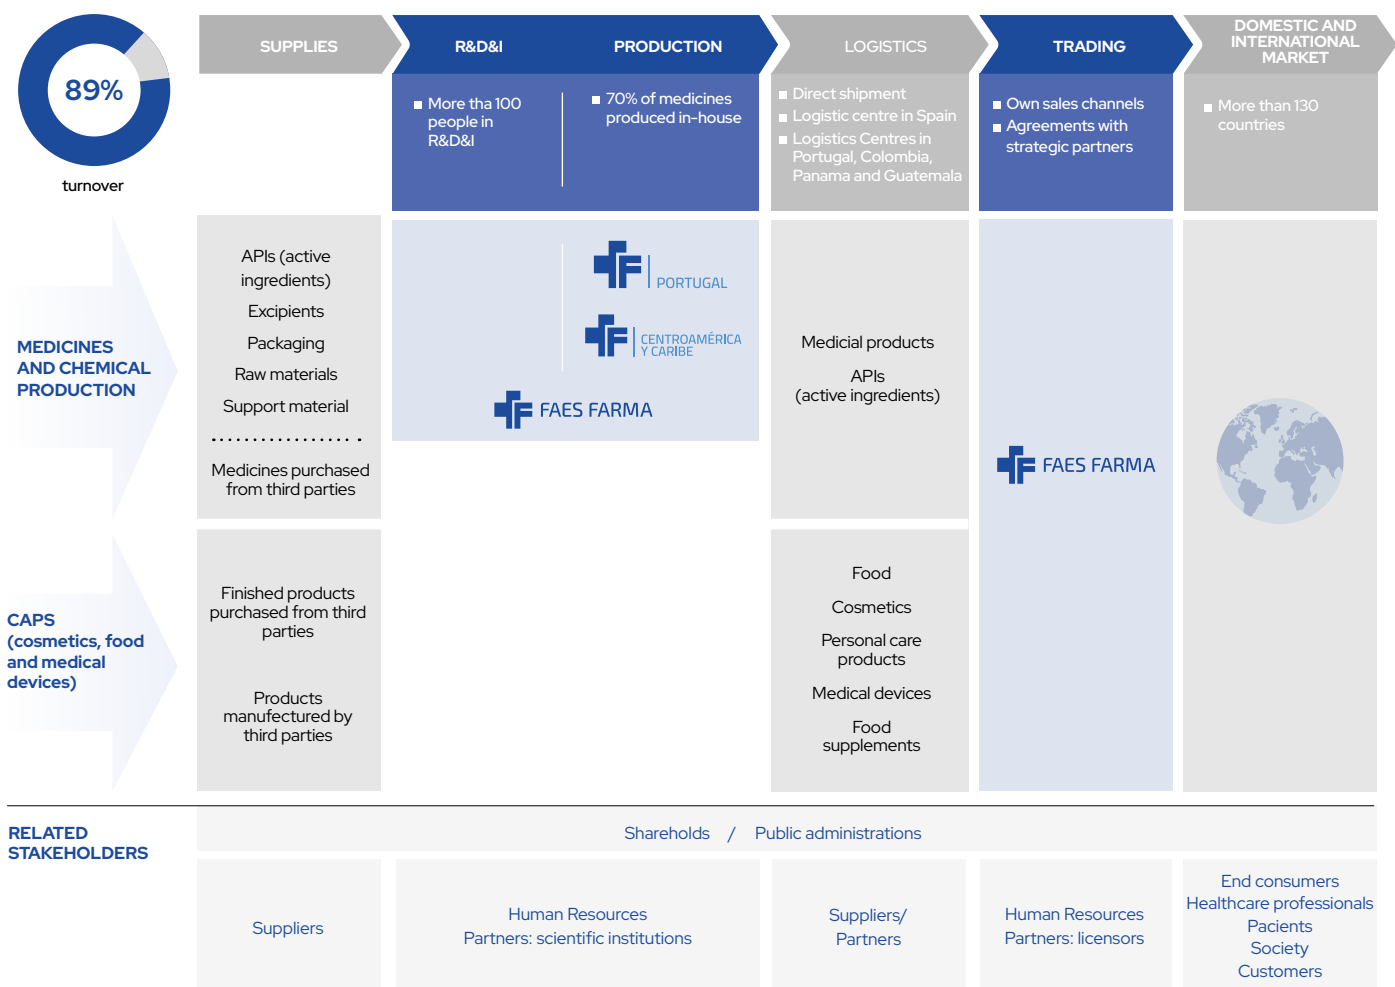 89%
turnover
SUPPLIES
R&D&I
PRODUCTION
LOGISTICS
TRADING
DOMESTIC AND
INTERNATIONAL
MARKET
More tha 100
people in
R&D&I
70% of medicines
produced in-house
Direct shipment
Logistic centre in Spain
Logistics Centres in
Portugal, Colombia,
Panama and Guatemala
Own sales channels
Agreements with
strategic partners
More than 130
countries
MEDICINES
AND CHEMICAL
PRODUCTION
APIs (active
ingredients)
Excipients
Packaging
Raw materials
Support material
Medicines purchased
from third parties
PORTUGAL
CENTROAMÉRICA
Y CARIBE
FAES FARMA
Medicial products
APIs
(active ingredients)
FAES FARMA
CAPS
(cosmetics, food
and medical
devices)
Finished products
purchased from third
parties
Products
manufectured by
third parties
Food
Cosmetics
Personal care
products
Medical devices
Food
supplements
RELATED
STAKEHOLDERS
Shareholds / Public administrations
Suppliers
Human Resources
Partners: scientific institutions
Suppliers/
Partners
Human Resources
Partners: licensors
End consumers
Healthcare professionals
Pacients
Society
Customers